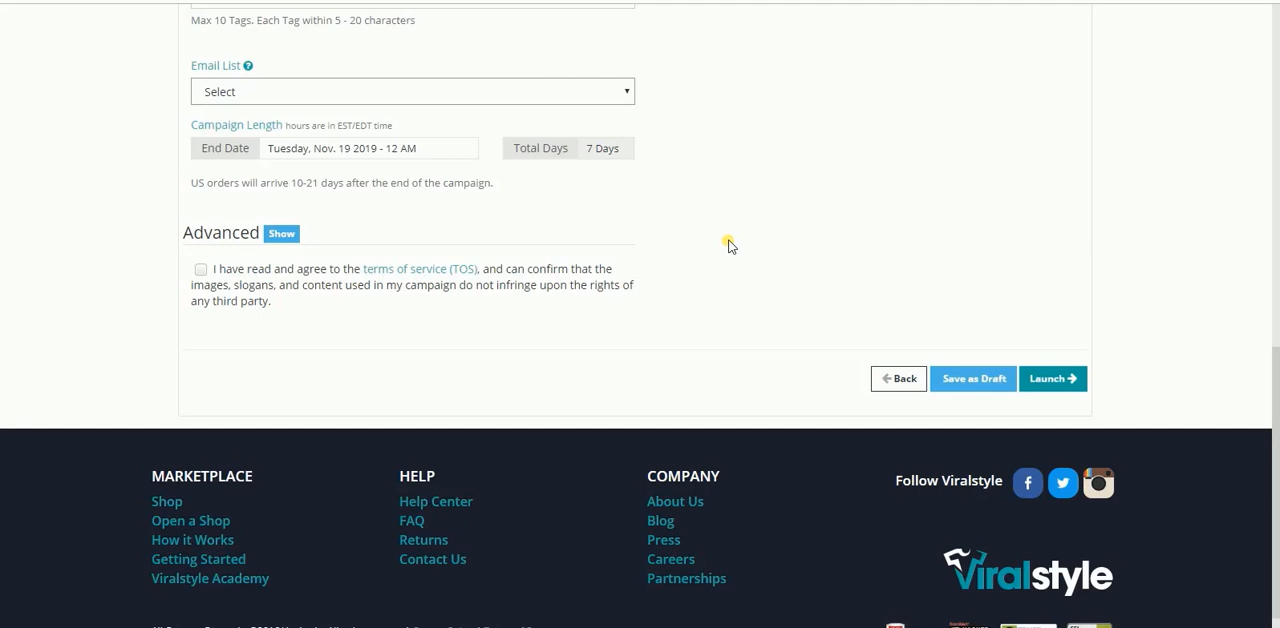 Max 10 Tags. Each Tag within 5 - 20 characters
Email List
Select
Campaign Length hours are in EST/EDT time
End Date Tuesday, Nov. 19 2019 - 12 AM Total Days 7 Days
US orders will arrive 10-21 days after the end of the campaign.
Advanced Show
I have read and agree to the terms of service (TOS), and can confirm that the
images, slogans, and content used in my campaign do not infringe upon the rights of
any third party.
Back Save as Draft Launch
MARKETPLACE
Shop
Open a Shop
How it Works
Getting Started
Viralstyle Academy
HELP
Help Center
FAQ
Returns
Contact Us
COMPANY
About Us
Blog
Press
Careers
Partnerships
Follow Viralstyle
Viralstyle